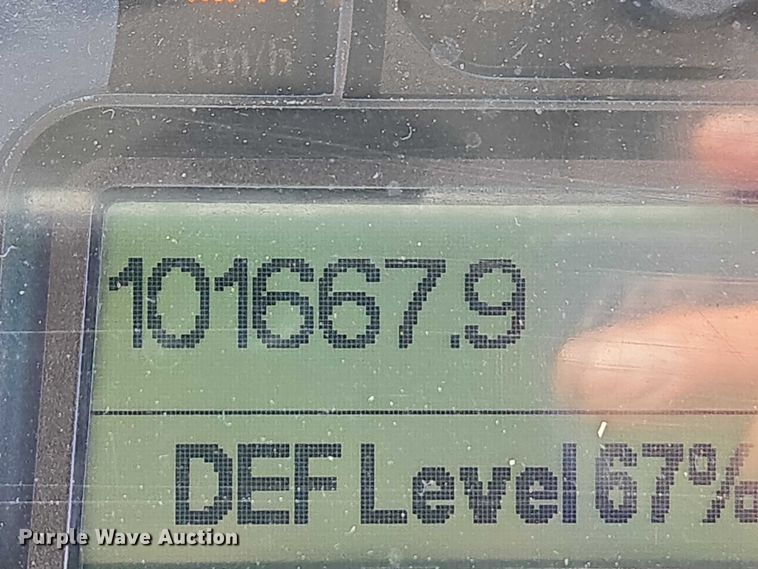 km/h
101667.9
DEF Level 67%
Purple Wave Auction